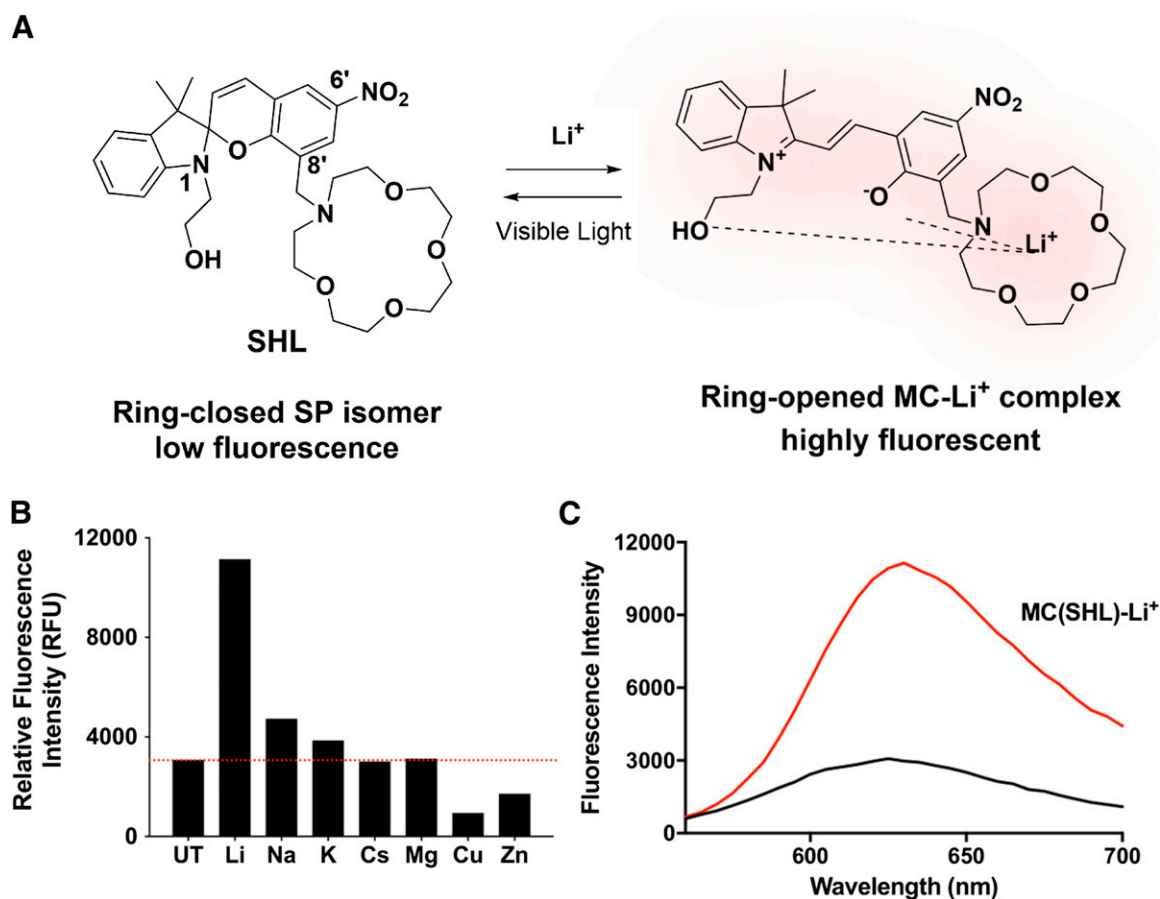 A
6'
NO₂
8'
O
N
1
OH
N
O
O
O
O
SHL
Ring-closed SP isomer
low fluorescence
Li⁺
Visible Light
NO₂
N⁺
⁻O
HO
N
Li⁺
O
O
O
O
Ring-opened MC-Li⁺ complex
highly fluorescent
B
Relative Fluorescence
Intensity (RFU)
12000
8000
4000
0
UT Li Na K Cs Mg Cu Zn
C
Fluorescence Intensity
12000
9000
6000
3000
0
MC(SHL)-Li⁺
600 650 700
Wavelength (nm)